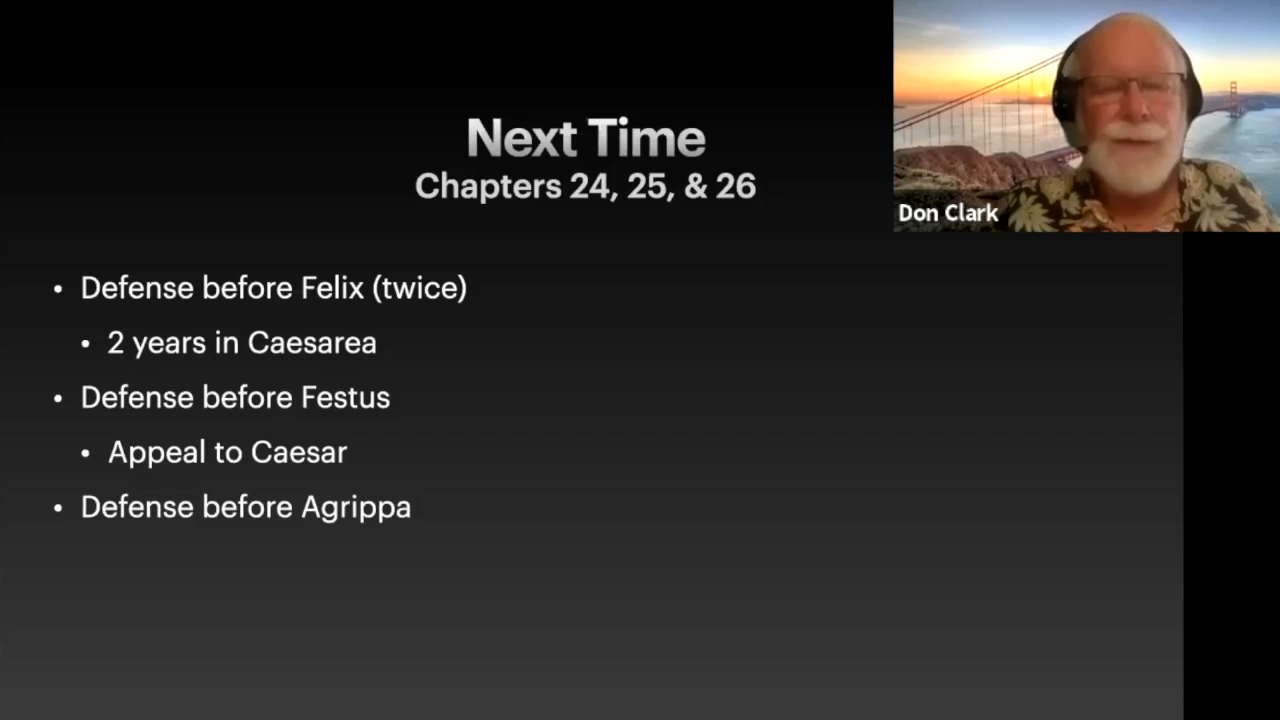 Next Time
Chapters 24, 25, & 26
Don Clark
• Defense before Felix (twice)
• 2 years in Caesarea
• Defense before Festus
• Appeal to Caesar
• Defense before Agrippa